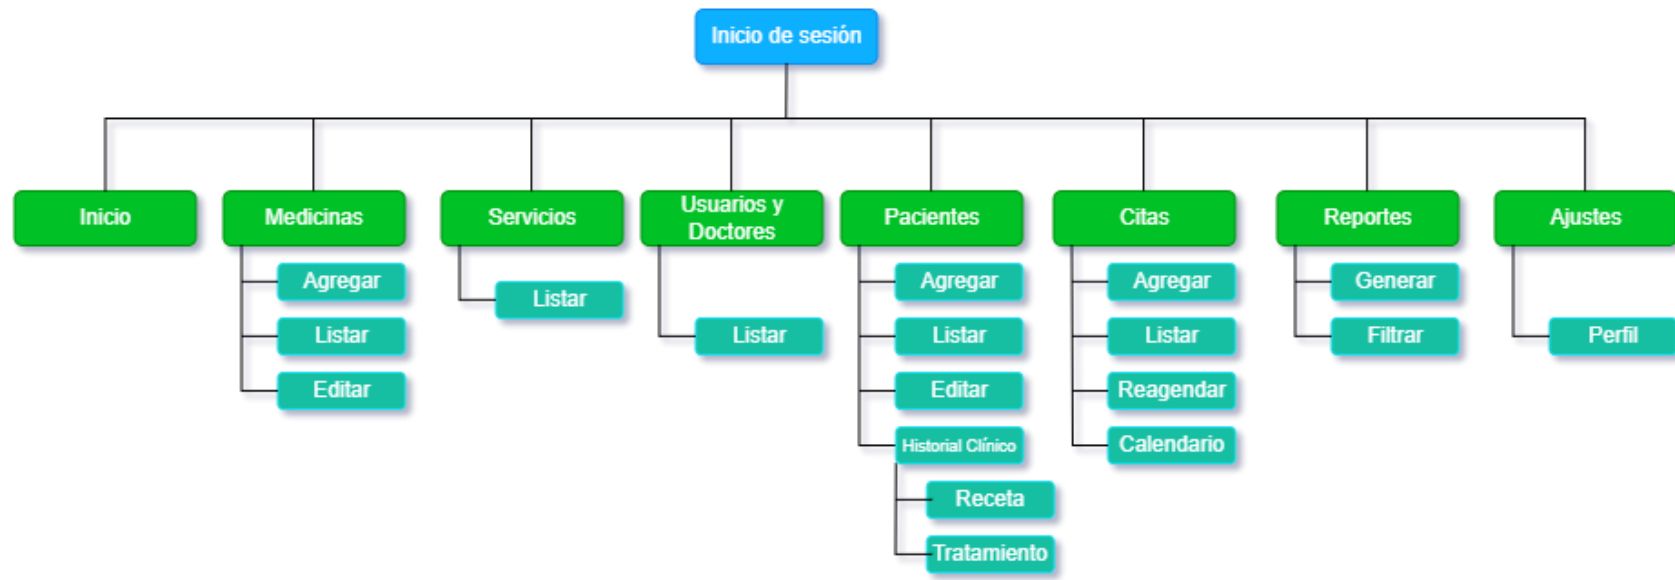 Inicio de sesión
Inicio
Medicinas
Servicios
Usuarios y
Doctores
Pacientes
Citas
Reportes
Ajustes
Agregar
Listar
Editar
Listar
Listar
Agregar
Listar
Editar
Historial Clínico
Receta
Tratamiento
Agregar
Listar
Reagendar
Calendario
Generar
Filtrar
Perfil